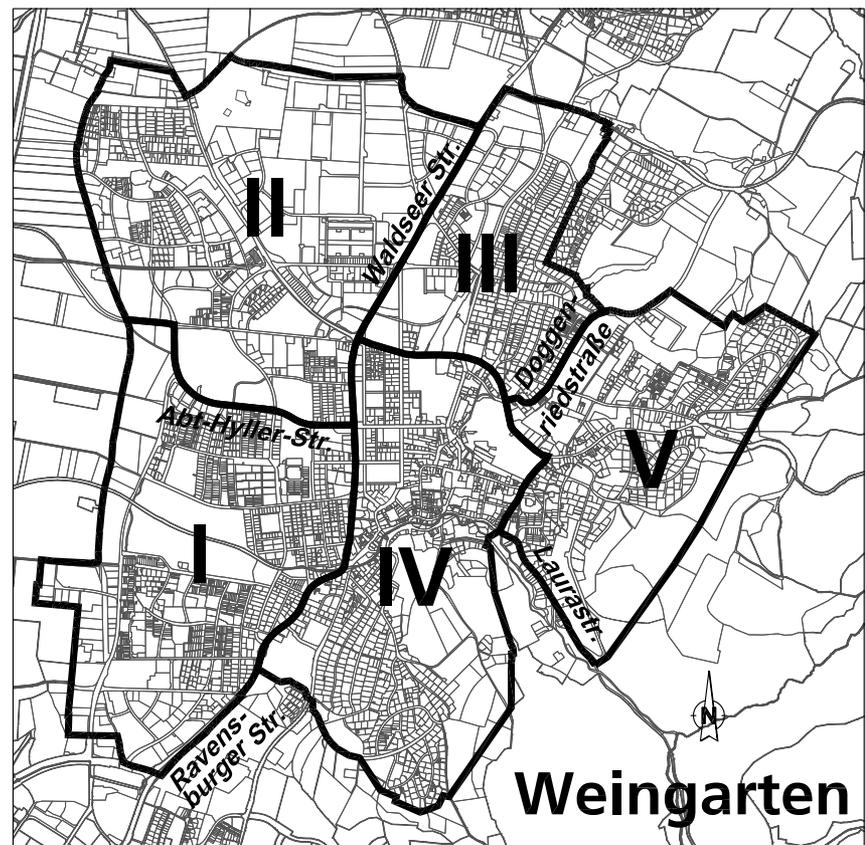 II
Waldseer Str.
III
Doggen-
riedstraße
Abt-Hyller-Str.
V
I
IV
Laurastr.
Ravens-
burger Str.
N
Weingarten